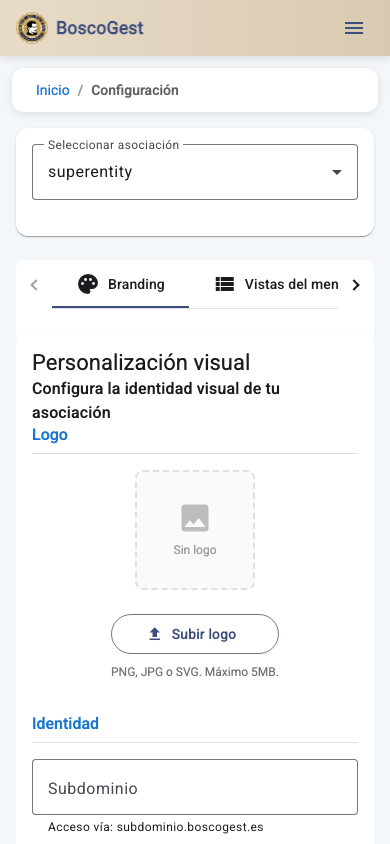 BoscoGest
Inicio / Configuración
Seleccionar asociación
superentity
Branding
Vistas del men
Personalización visual
Configura la identidad visual de tu
asociación
Logo
Sin logo
Subir logo
PNG, JPG o SVG. Máximo 5MB.
Identidad
Subdominio
Acceso vía: subdominio.boscogest.es